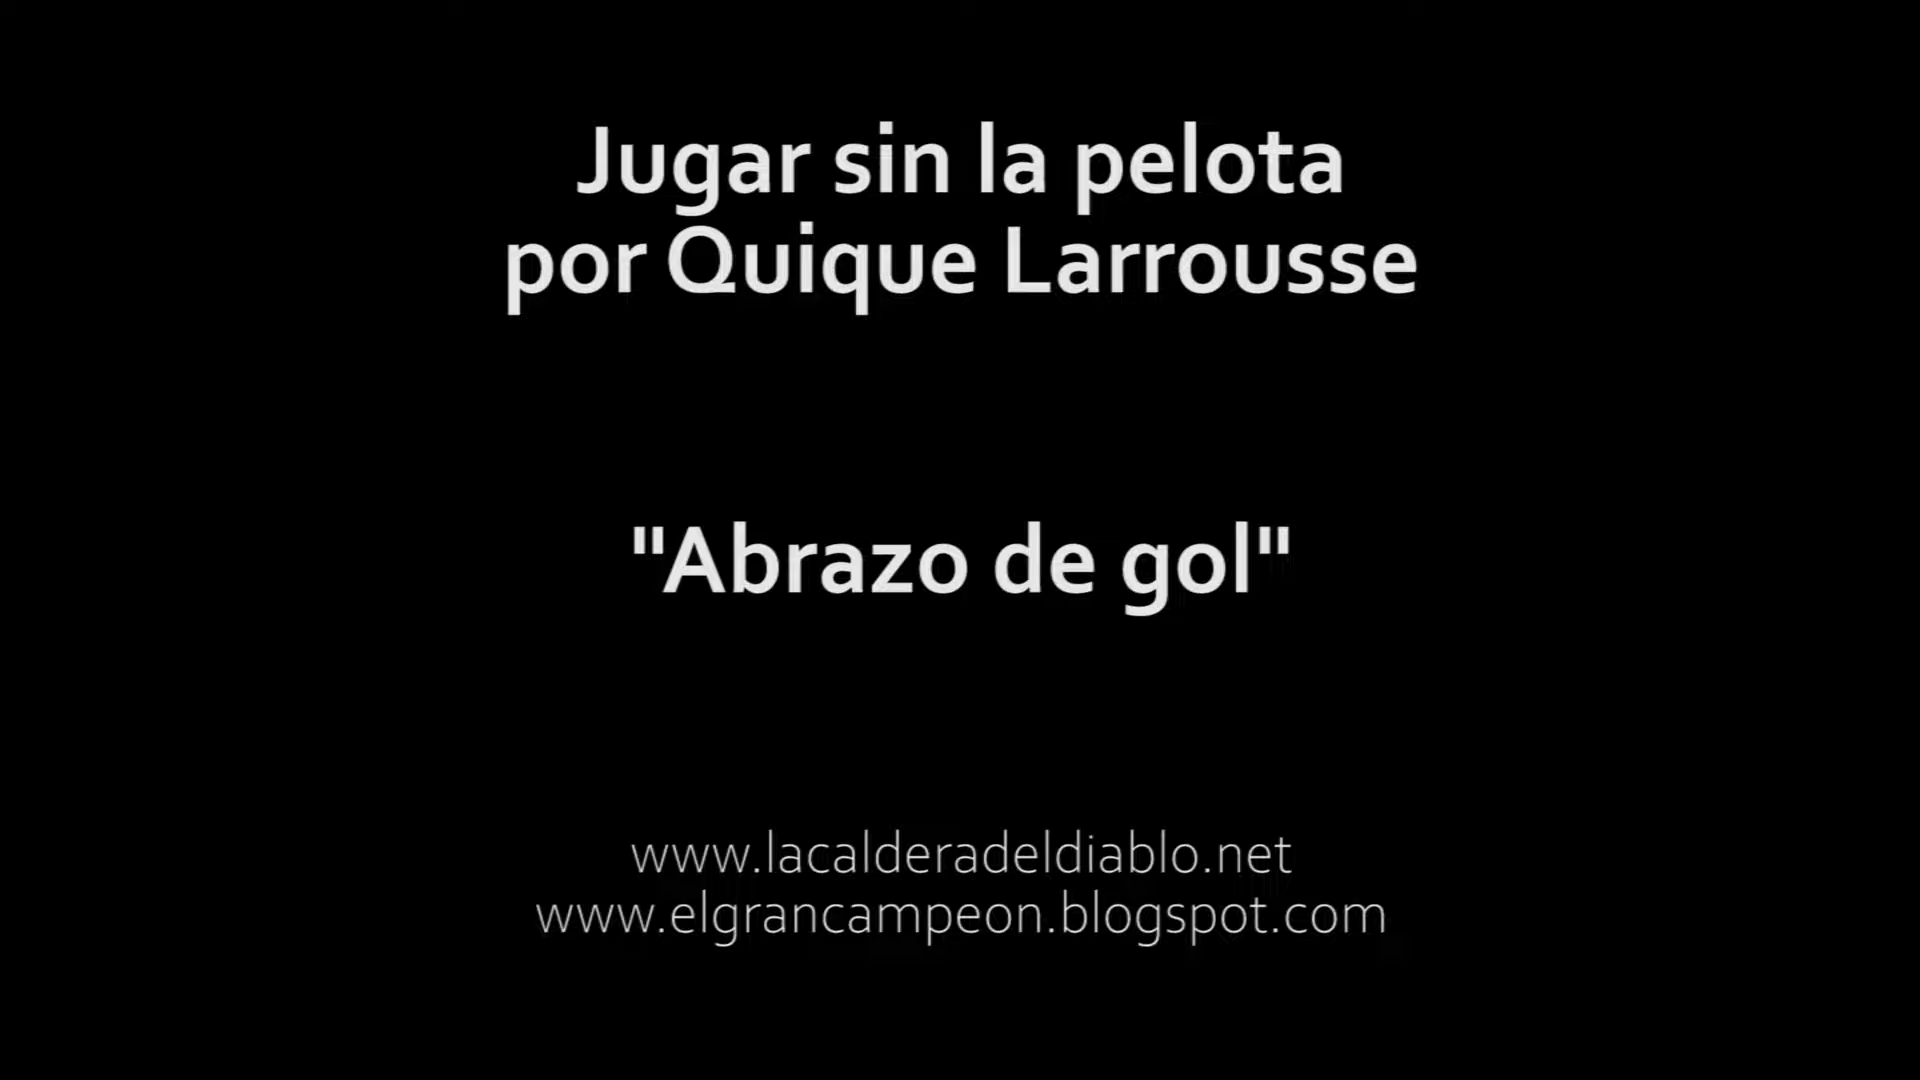 Jugar sin la pelota
por Quique Larrousse
"Abrazo de gol"
www.lacalderadeldiablo.net
www.elgrancampeon.blogspot.com